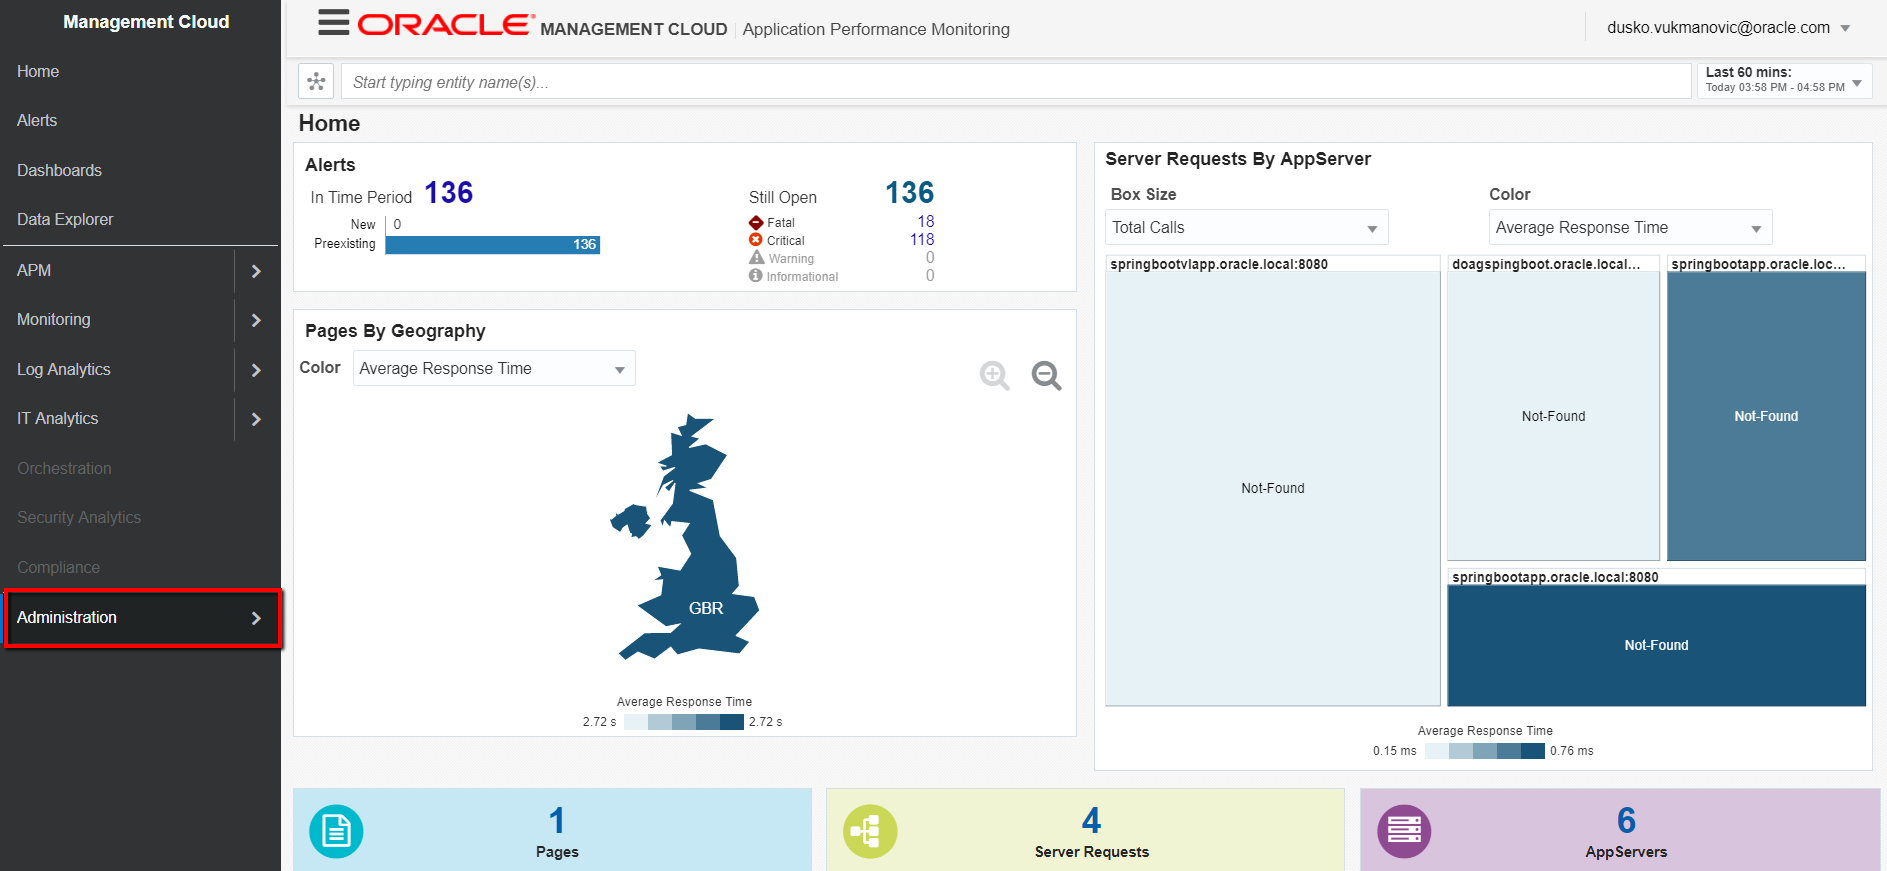 Management Cloud
Home
Alerts
Dashboards
Data Explorer
APM
Monitoring
Log Analytics
IT Analytics
Orchestration
Security Analytics
Compliance
Administration
ORACLE MANAGEMENT CLOUD Application Performance Monitoring
dusko.vukmanovic@oracle.com
Start typing entity name(s)...
Last 60 mins:
Today 03:58 PM - 04:58 PM
Home
Alerts
In Time Period 136
New 0
Preexisting 136
Still Open 136
Fatal 18
Critical 118
Warning 0
Informational 0
Pages By Geography
Color Average Response Time
GBR
Average Response Time
2.72 s 2.72 s
Server Requests By AppServer
Box Size Color
Total Calls Average Response Time
springbootvlapp.oracle.local:8080
Not-Found
doagspingboot.oracle.local...
Not-Found
springbootapp.oracle.loc...
Not-Found
springbootapp.oracle.local:8080
Not-Found
Average Response Time
0.15 ms 0.76 ms
1
Pages
4
Server Requests
6
AppServers